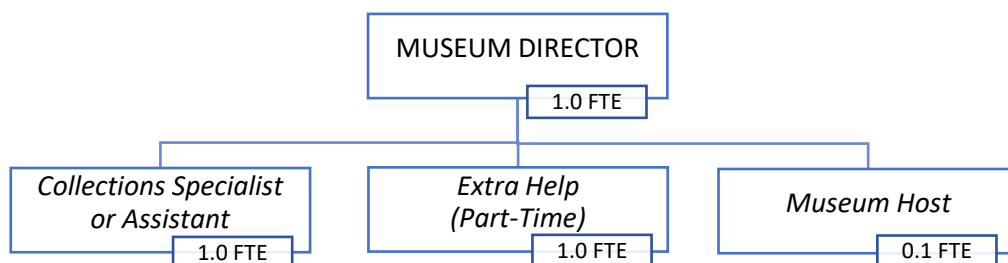 MUSEUM DIRECTOR
1.0 FTE
Collections Specialist
or Assistant
1.0 FTE
Extra Help
(Part-Time)
1.0 FTE
Museum Host
0.1 FTE